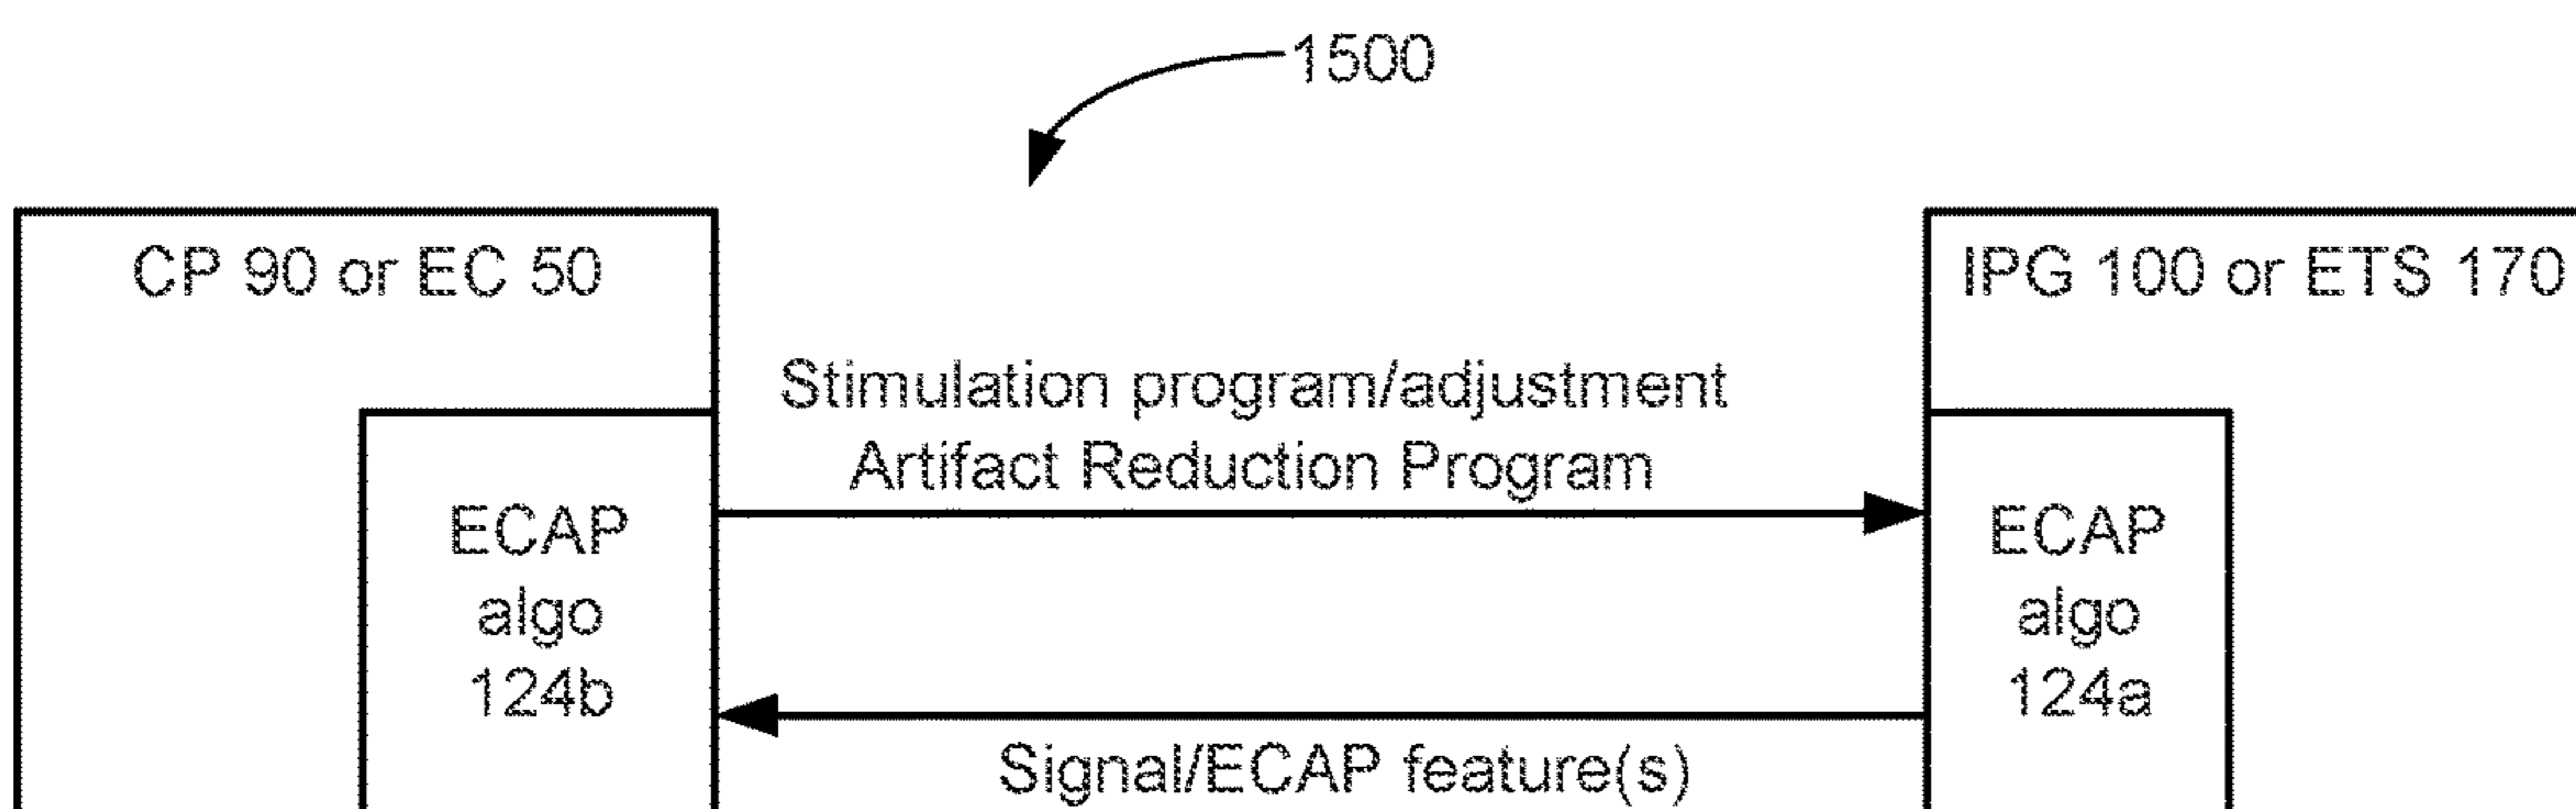 1500
CP 90 or EC 50
IPG 100 or ETS 170
Stimulation program/adjustment
Artifact Reduction Program
ECAP
algo
124b
ECAP
algo
124a
Signal/ECAP feature(s)